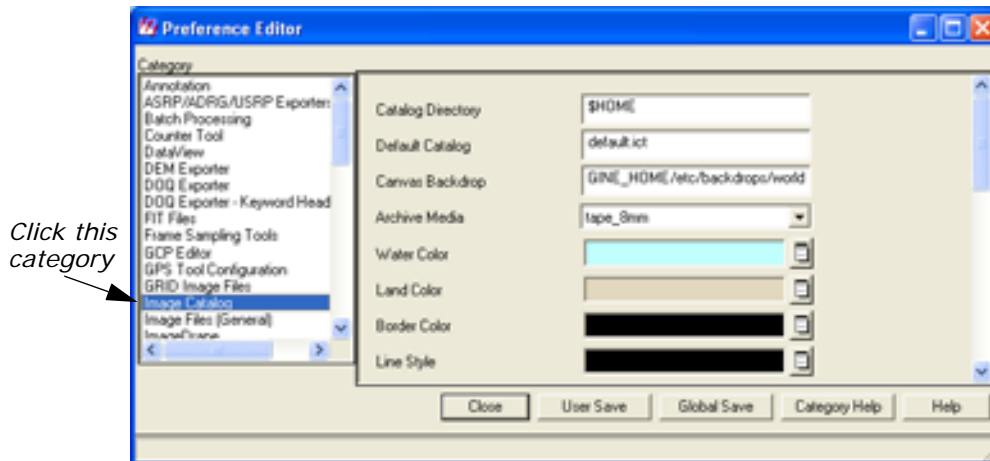 Preference Editor
Category
Annotation
ASRP/ADRG/USRP Exporter:
Batch Processing
Counter Tool
DataView
DEM Exporter
DOQ Exporter
DOQ Exporter - Keyword Head
FIT Files
Frame Sampling Tools
GCP Editor
GPS Tool Configuration
GRID Image Files
Image Catalog
Image Files (General)
ImageDrape
Click this
category
Catalog Directory
$HOME
Default Catalog
default.ict
Canvas Backdrop
GINE_HOME/etc/backdrops/world
Archive Media
tape_8mm
Water Color
Land Color
Border Color
Line Style
Close
User Save
Global Save
Category Help
Help